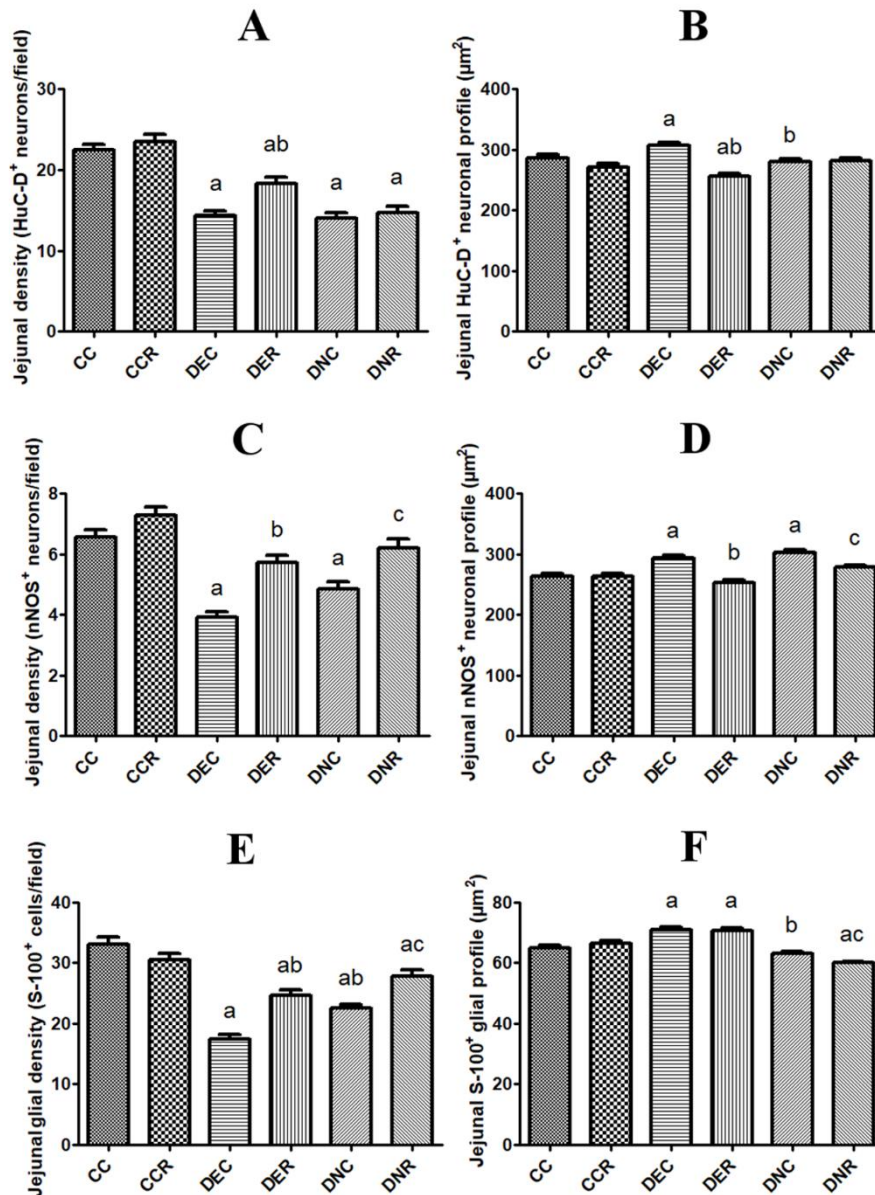 A
Jejunal density (HuC-D⁺ neurons/field)
30
20
10
0
a
ab
a
a
CC
CCR
DEC
DER
DNC
DNR
B
Jejunal HuC-D⁺ neuronal profile (µm²)
400
300
200
100
0
a
ab
b
CC
CCR
DEC
DER
DNC
DNR
C
Jejunal density (nNOS⁺ neurons/field)
8
6
4
2
0
a
b
a
c
CC
CCR
DEC
DER
DNC
DNR
D
Jejunal nNOS⁺ neuronal profile (µm²)
400
300
200
100
0
a
b
a
c
CC
CCR
DEC
DER
DNC
DNR
E
Jejunal glial density (S-100⁺ cells/field)
40
30
20
10
0
a
ab
ab
ac
CC
CCR
DEC
DER
DNC
DNR
F
Jejunal S-100⁺ glial profile (µm²)
80
60
40
20
0
a
a
b
ac
CC
CCR
DEC
DER
DNC
DNR